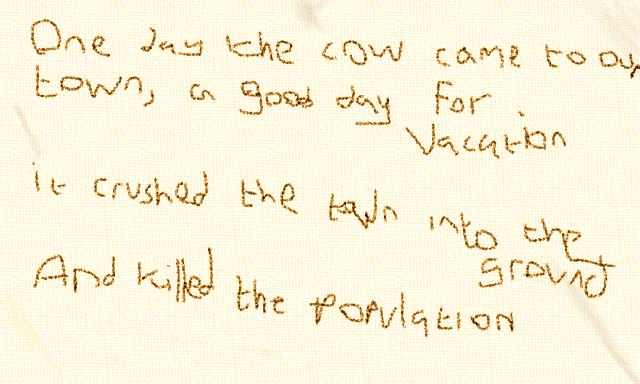 One day the cow came to our
town, a good day for
vacation
it crushed the town into the
ground
And killed the population